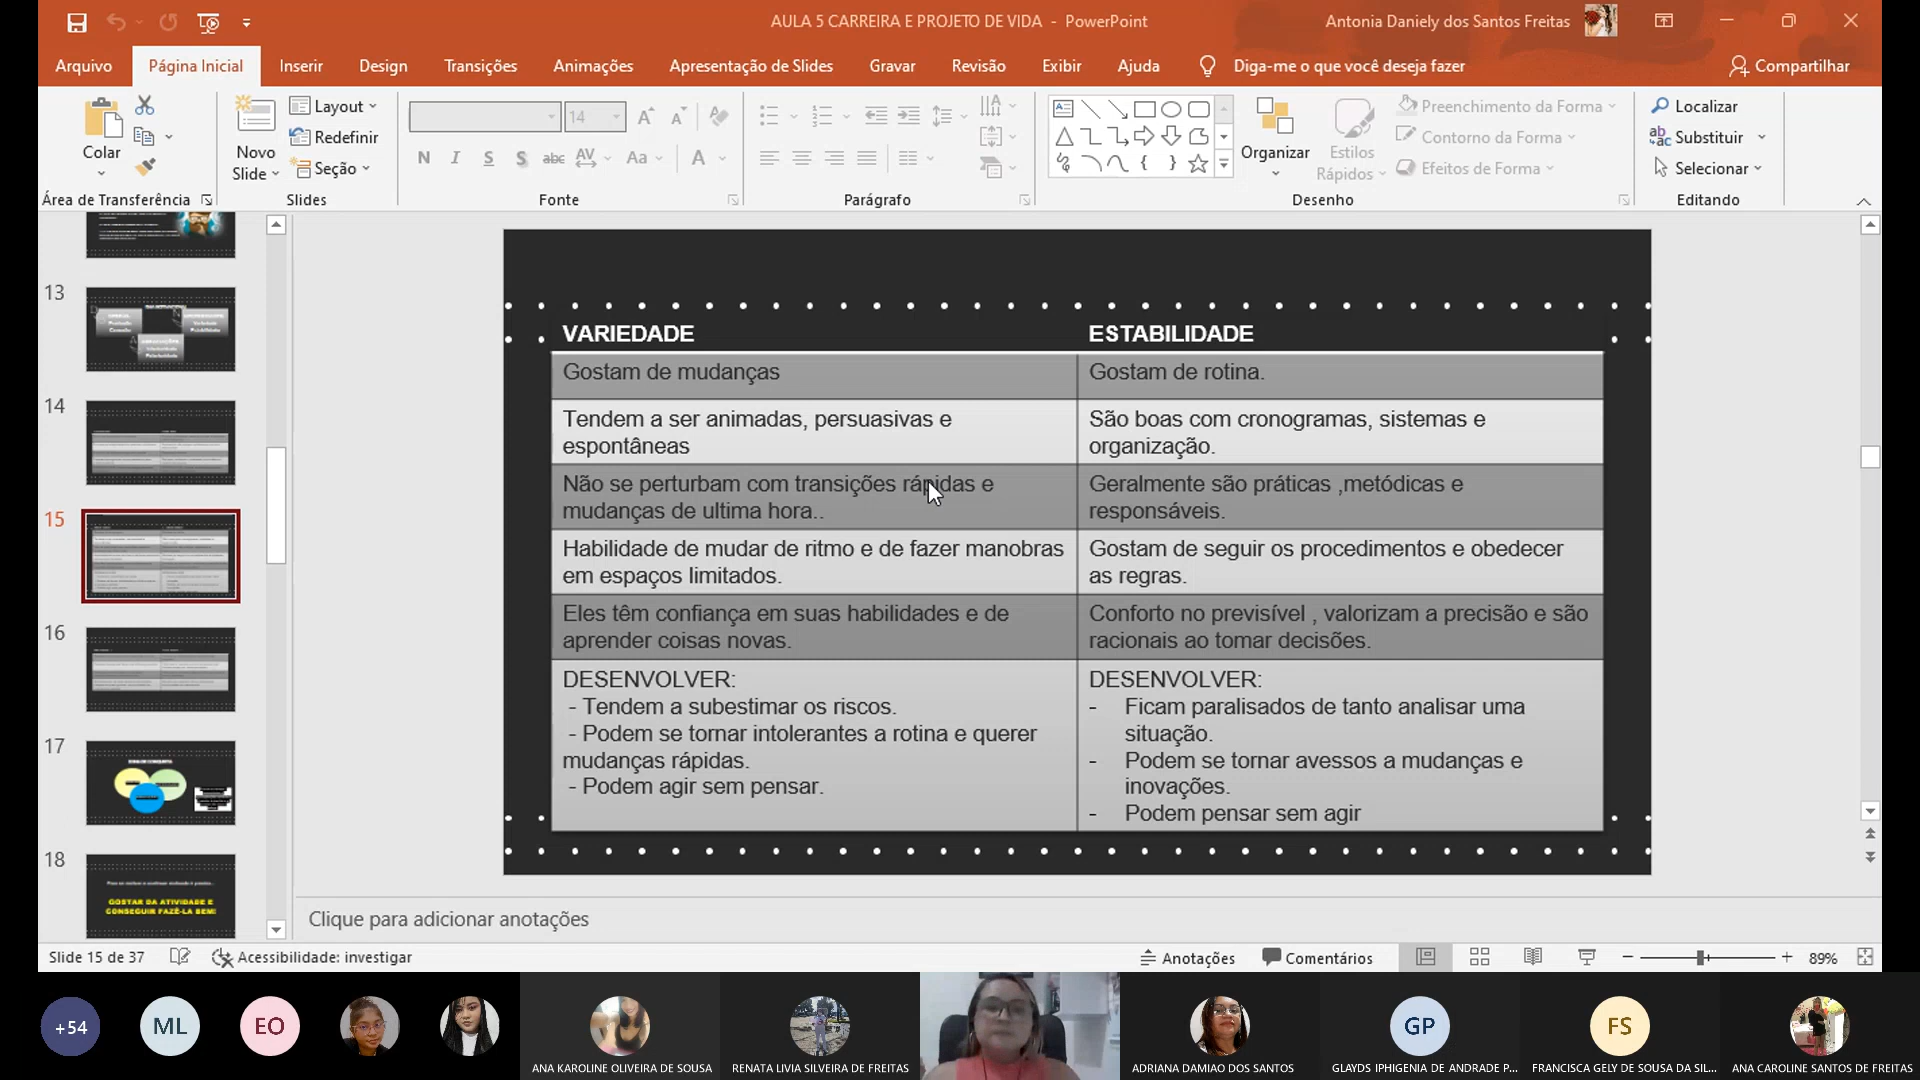 AULA 5 CARREIRA E PROJETO DE VIDA - PowerPoint
Antonia Daniely dos Santos Freitas
Arquivo
Página Inicial
Inserir
Design
Transições
Animações
Apresentação de Slides
Gravar
Revisão
Exibir
Ajuda
Diga-me o que você deseja fazer
Compartilhar
Colar
Novo
Slide
Layout
Redefinir
Seção
14
N I S S abc AV Aa A
Organizar
Estilos
Rápidos
Preenchimento da Forma
Contorno da Forma
Efeitos de Forma
Localizar
Substituir
Selecionar
Área de Transferência
Slides
Fonte
Parágrafo
Desenho
Editando
13
14
15
16
17
18
GOSTAR DA ATIVIDADE E
CONSEGUIR FAZÊ-LA BEM!
VARIEDADE
ESTABILIDADE
Gostam de mudanças
Gostam de rotina.
Tendem a ser animadas, persuasivas e
espontâneas
São boas com cronogramas, sistemas e
organização.
Não se perturbam com transições rápidas e
mudanças de ultima hora..
Geralmente são práticas ,metódicas e
responsáveis.
Habilidade de mudar de ritmo e de fazer manobras
em espaços limitados.
Gostam de seguir os procedimentos e obedecer
as regras.
Eles têm confiança em suas habilidades e de
aprender coisas novas.
Conforto no previsível , valorizam a precisão e são
racionais ao tomar decisões.
DESENVOLVER:
- Tendem a subestimar os riscos.
- Podem se tornar intolerantes a rotina e querer
mudanças rápidas.
- Podem agir sem pensar.
DESENVOLVER:
- Ficam paralisados de tanto analisar uma
situação.
- Podem se tornar avessos a mudanças e
inovações.
- Podem pensar sem agir
Clique para adicionar anotações
Slide 15 de 37
Acessibilidade: investigar
Anotações
Comentários
89%
+54
ML
EO
ANA KAROLINE OLIVEIRA DE SOUSA
RENATA LIVIA SILVEIRA DE FREITAS
ADRIANA DAMIAO DOS SANTOS
GP
GLAYDS IPHIGENIA DE ANDRADE P...
FS
FRANCISCA GELY DE SOUSA DA SIL...
ANA CAROLINE SANTOS DE FREITAS